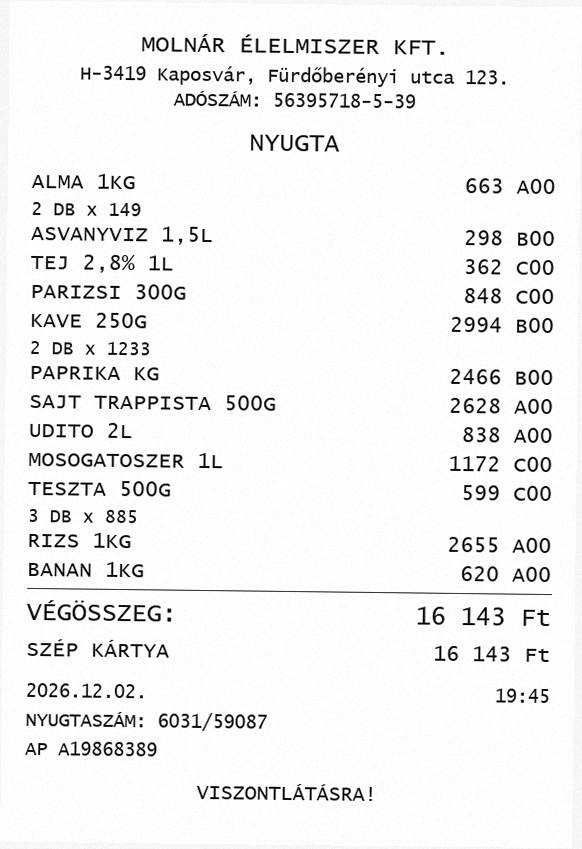 MOLNÁR ÉLELMISZER KFT.
H-3419 Kaposvár, Fürdőberényi utca 123.
ADÓSZÁM: 56395718-5-39
NYUGTA
ALMA 1KG 663 A00
2 DB x 149
ASVANYVIZ 1,5L 298 B00
TEJ 2,8% 1L 362 C00
PARIZSI 300G 848 C00
KAVE 250G 2994 B00
2 DB x 1233
PAPRIKA KG 2466 B00
SAJT TRAPPISTA 500G 2628 A00
UDITO 2L 838 A00
MOSOGATOSZER 1L 1172 C00
TESZTA 500G 599 C00
3 DB x 885
RIZS 1KG 2655 A00
BANAN 1KG 620 A00
VÉGÖSSZEG: 16 143 Ft
SZÉP KÁRTYA 16 143 Ft
2026.12.02. 19:45
NYUGTASZÁM: 6031/59087
AP A19868389
VISZONTLÁTÁSRA!